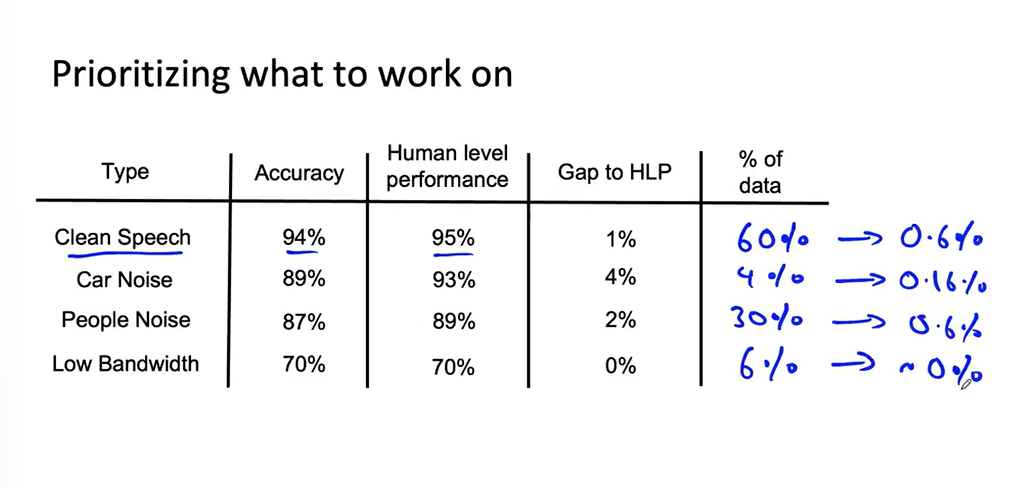 Prioritizing what to work on
Type Accuracy Human level performance Gap to HLP % of data
Clean Speech 94% 95% 1% 60% → 0.6%
Car Noise 89% 93% 4% 4% → 0.16%
People Noise 87% 89% 2% 30% → 0.6%
Low Bandwidth 70% 70% 0% 6% → ~0%